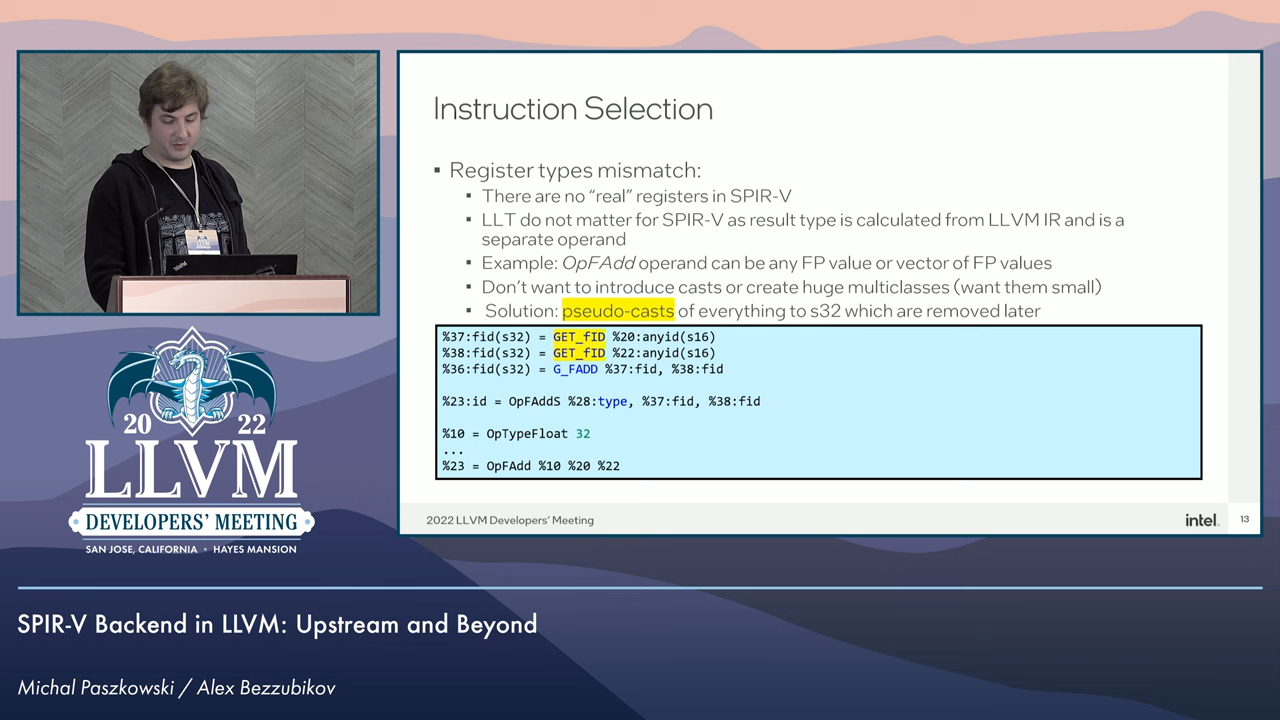 Instruction Selection
▪ Register types mismatch:
▪ There are no “real” registers in SPIR-V
▪ LLT do not matter for SPIR-V as result type is calculated from LLVM IR and is a
separate operand
▪ Example: OpFAdd operand can be any FP value or vector of FP values
▪ Don’t want to introduce casts or create huge multiclasses (want them small)
▪ Solution: pseudo-casts of everything to s32 which are removed later
%37:fid(s32) = GET_fID %20:anyid(s16)
%38:fid(s32) = GET_fID %22:anyid(s16)
%36:fid(s32) = G_FADD %37:fid, %38:fid
%23:id = OpFAddS %28:type, %37:fid, %38:fid
%10 = OpTypeFloat 32
...
%23 = OpFAdd %10 %20 %22
2022 LLVM Developers’ Meeting
intel.
13
20 22
LLVM
DEVELOPERS’ MEETING
SAN JOSE, CALIFORNIA • HAYES MANSION
SPIR-V Backend in LLVM: Upstream and Beyond
Michal Paszkowski / Alex Bezzubikov